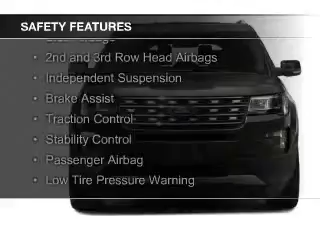 SAFETY FEATURES
• 2nd and 3rd Row Head Airbags
• Independent Suspension
• Brake Assist
• Traction Control
• Stability Control
• Passenger Airbag
• Low Tire Pressure Warning